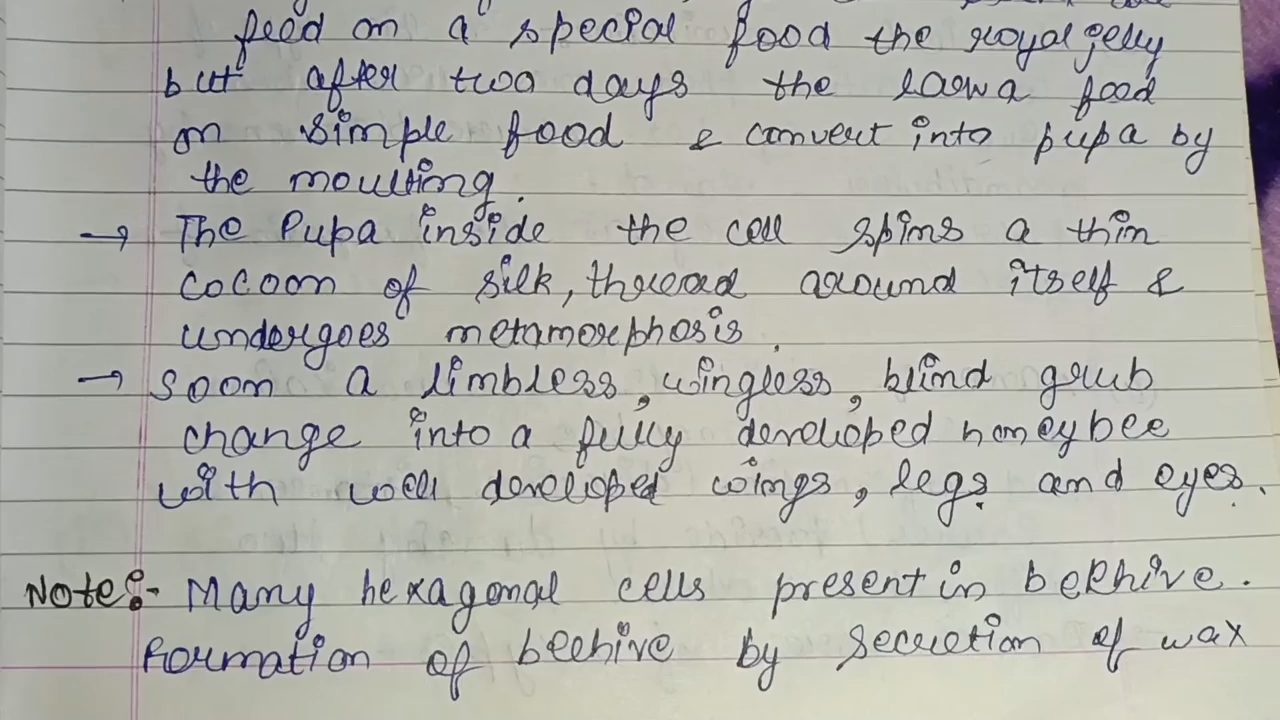 feed on a special food the royal jelly
but after two days the larva food
on simple food & convert into pupa by
the moulting.
→ The Pupa inside the cell spins a thin
cocoon of silk, thread around itself &
undergoes metamorphosis.
→ Soon a limbless, wingless, blind grub
change into a fully developed honeybee
with well developed wings, legs and eyes.
Note:- Many hexagonal cells present in beehive.
Formation of beehive by secretion of wax